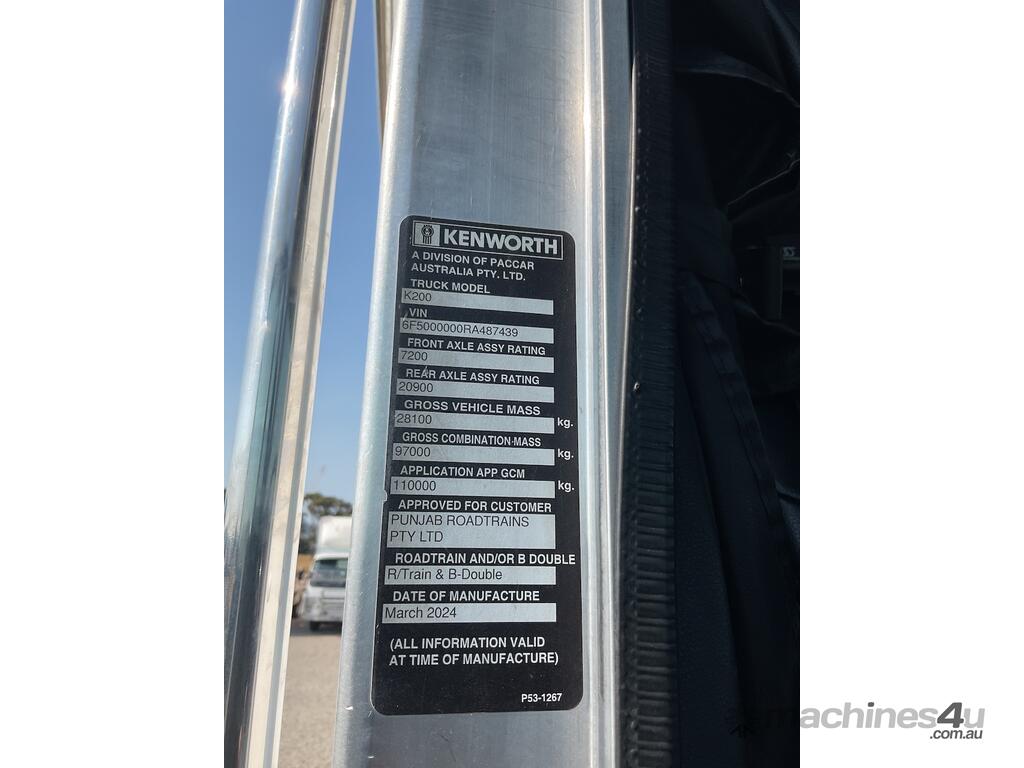 KENWORTH
A DIVISION OF PACCAR
AUSTRALIA PTY. LTD.
TRUCK MODEL
K200
VIN
6F5000000RA487439
FRONT AXLE ASSY RATING
7200
REAR AXLE ASSY RATING
20900
GROSS VEHICLE MASS
28100 kg.
GROSS COMBINATION MASS
97000 kg.
APPLICATION APP GCM
110000 kg.
APPROVED FOR CUSTOMER
PUNJAB ROADTRAINS
PTY LTD
ROADTRAIN AND/OR B DOUBLE
R/Train & B-Double
DATE OF MANUFACTURE
March 2024
(ALL INFORMATION VALID
AT TIME OF MANUFACTURE)
P53-1267
machines4u
.com.au